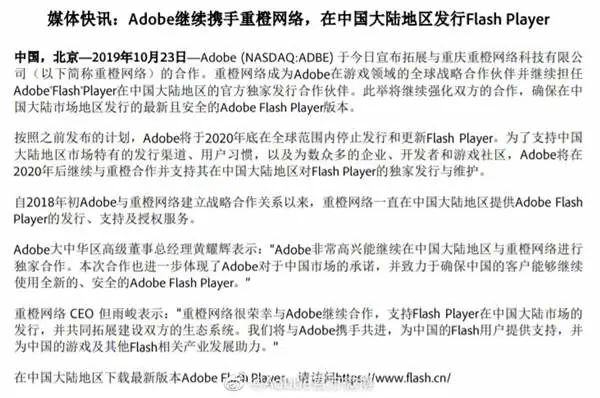 媒体快讯：Adobe继续携手重橙网络，在中国大陆地区发行Flash Player
中国，北京—2019年10月23日—Adobe (NASDAQ:ADBE) 于今日宣布拓展与重庆重橙网络科技有限公
司（以下简称重橙网络）的合作。重橙网络成为Adobe在游戏领域的全球战略合作伙伴并继续担任
Adobe Flash Player在中国大陆地区的官方独家发行合作伙伴。此举将继续强化双方的合作，确保在中
国大陆市场地区发行的最新且安全的Adobe Flash Player版本。
按照之前发布的计划，Adobe将于2020年底在全球范围内停止发行和更新Flash Player。为了支持中国
大陆地区市场特有的发行渠道、用户习惯，以及为数众多的企业、开发者和游戏社区，Adobe将在
2020年后继续与重橙合作并支持其在中国大陆地区对Flash Player的独家发行与维护。
自2018年初Adobe与重橙网络建立战略合作关系以来，重橙网络一直在中国大陆地区提供Adobe Flash
Player的发行、支持及授权服务。
Adobe大中华区高级董事总经理黄耀辉表示："Adobe非常高兴能继续在中国大陆地区与重橙网络进行
独家合作。本次合作也进一步体现了Adobe对于中国市场的承诺，并致力于确保中国的客户能够继续
使用全新的、安全的Adobe Flash Player。"
重橙网络 CEO 但雨峻表示："重橙网络很荣幸与Adobe继续合作，支持Flash Player在中国大陆市场的
发行，并共同拓展建设双方的生态系统。我们将与Adobe携手共进，为中国的Flash用户提供支持，并
为中国的游戏及其他Flash相关产业发展助力。"
在中国大陆地区下载最新版本Adobe Flash Player，请访问https://www.flash.cn/